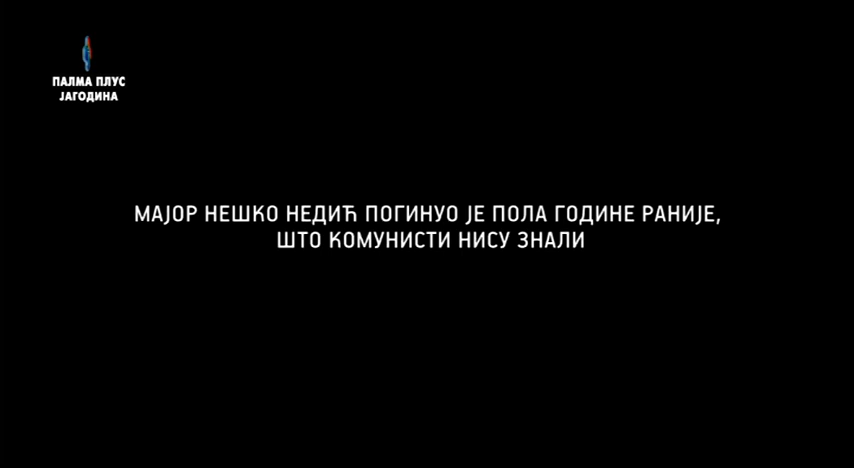 ПАЛМА ПЛУС
ЈАГОДИНА
МАЈОР НЕШКО НЕДИЋ ПОГИНУО ЈЕ ПОЛА ГОДИНЕ РАНИЈЕ,
ШТО КОМУНИСТИ НИСУ ЗНАЛИ